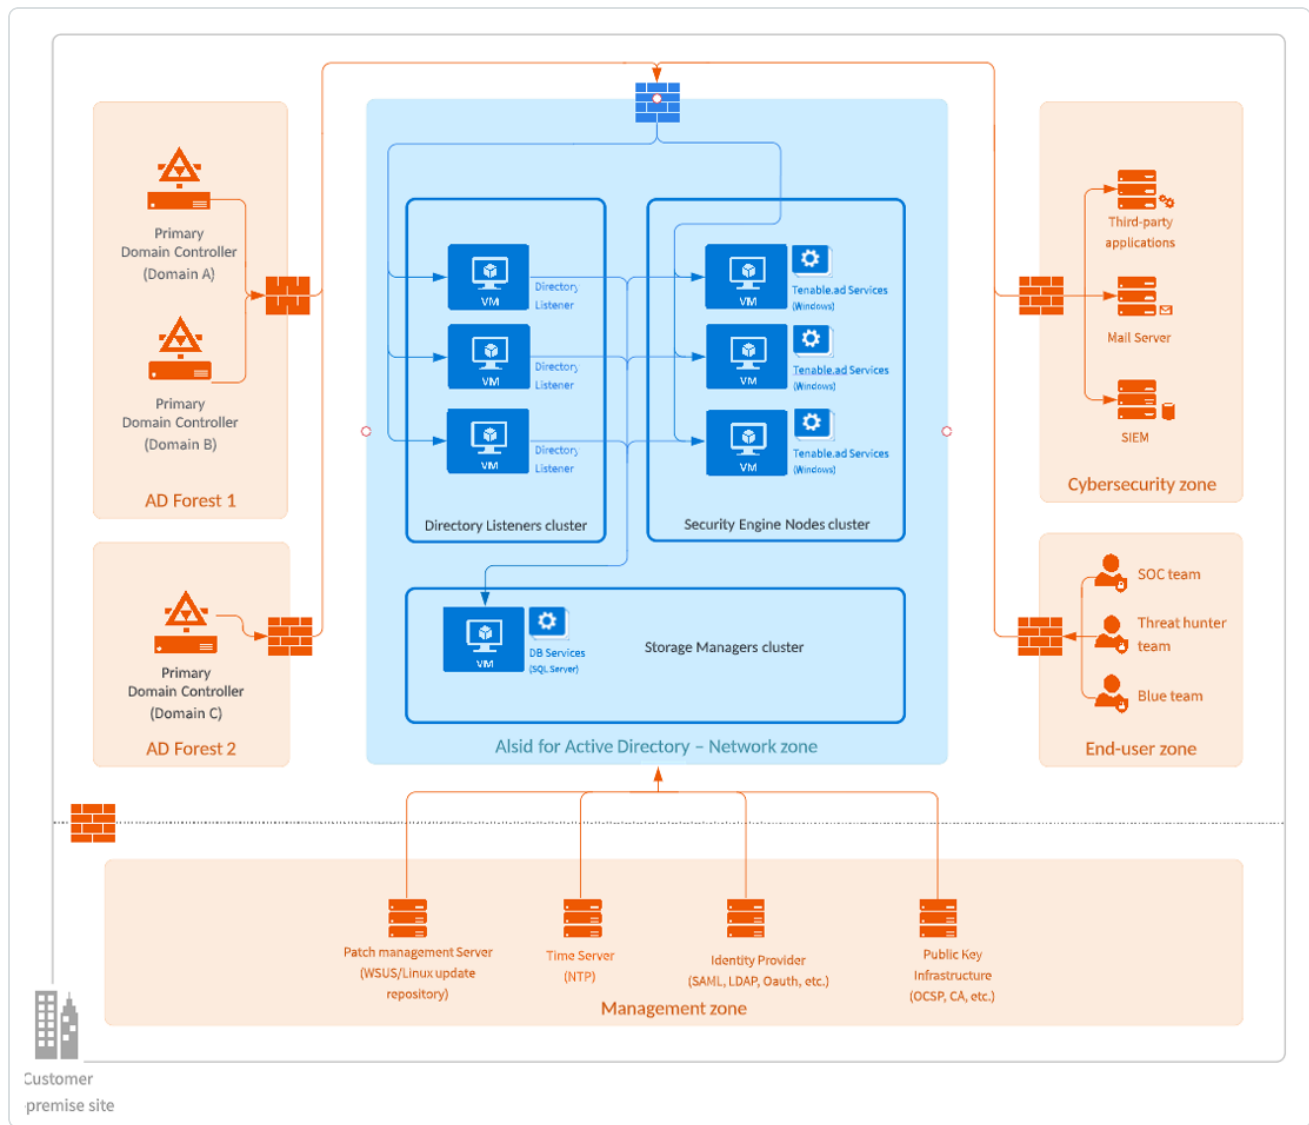 Primary
Domain Controller
(Domain A)
Primary
Domain Controller
(Domain B)
AD Forest 1
Primary
Domain Controller
(Domain C)
AD Forest 2
VM
Directory
Listener
VM
Directory
Listener
VM
Directory
Listener
Directory Listeners cluster
VM
Tenable.ad Services
(Windows)
VM
Tenable.ad Services
(Windows)
VM
Tenable.ad Services
(Windows)
Security Engine Nodes cluster
VM
DB Services
(SQL Server)
Storage Managers cluster
Alsid for Active Directory – Network zone
Third-party
applications
Mail Server
SIEM
Cybersecurity zone
SOC team
Threat hunter
team
Blue team
End-user zone
Patch management Server
(WSUS/Linux update
repository)
Time Server
(NTP)
Identity Provider
(SAML, LDAP, Oauth, etc.)
Public Key
Infrastructure
(OCSP, CA, etc.)
Management zone
Customer
-premise site